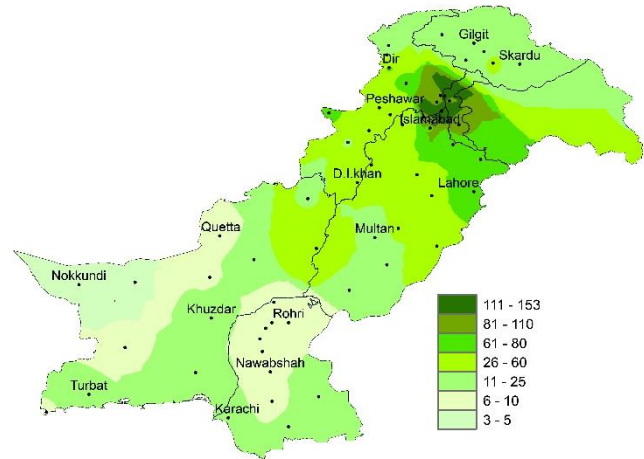 Gilgit
Skardu
Dir
Peshawar
Islamabad
D.I.khan
Lahore
Quetta
Multan
Nokkundi
Khuzdar
Rohri
Nawabshah
Turbat
Karachi
111 - 153
81 - 110
61 - 80
26 - 60
11 - 25
6 - 10
3 - 5